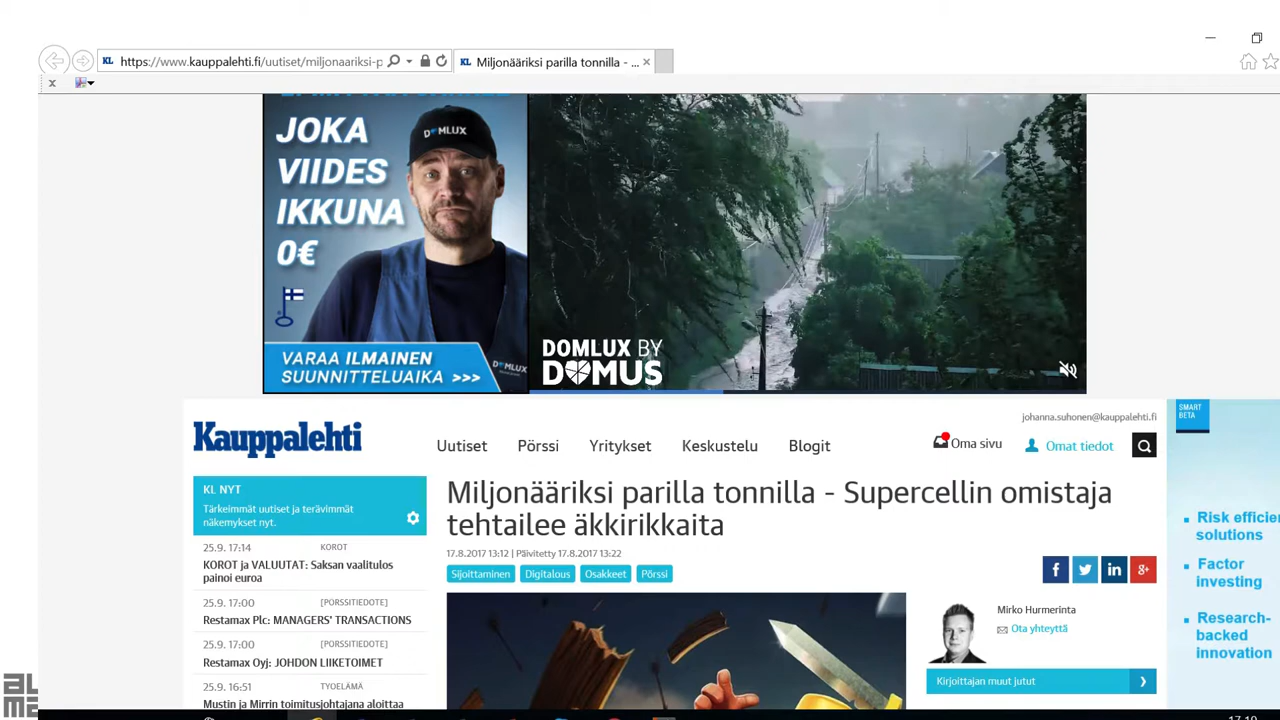 https://www.kauppalehti.fi/uutiset/miljonaariksi-p
KL Miljonääriksi parilla tonnilla - ...
JOKA
VIIDES
IKKUNA
0€
DOMLUX
VARAA ILMAINEN
SUUNNITTELUAIKA >>>
DOMLUX
DOMLUX BY
DOMUS
johanna.suhonen@kauppalehti.fi
SMART
BETA
Kauppalehti
Uutiset Pörssi Yritykset Keskustelu Blogit
Oma sivu Omat tiedot
KL NYT
Tärkeimmät uutiset ja terävimmät
näkemykset nyt.
25.9. 17:14 KOROT
KOROT ja VALUUTAT: Saksan vaalitulos
painoi euroa
25.9. 17:00 [PORSSITIEDOTE]
Restamax Plc: MANAGERS' TRANSACTIONS
25.9. 17:00 [PORSSITIEDOTE]
Restamax Oyj: JOHDON LIIKETOIMET
25.9. 16:51 TYOELÄMÄ
Mustin ja Mirrin toimitusjohtajana aloittaa
Miljonääriksi parilla tonnilla - Supercellin omistaja
tehtailee äkkirikkaita
17.8.2017 13:12 | Päivitetty 17.8.2017 13:22
Sijoittaminen Digitalous Osakkeet Pörssi
Mirko Hurmerinta
Ota yhteyttä
Kirjoittajan muut jutut
Risk efficien
solutions
Factor
investing
Research-
backed
innovation